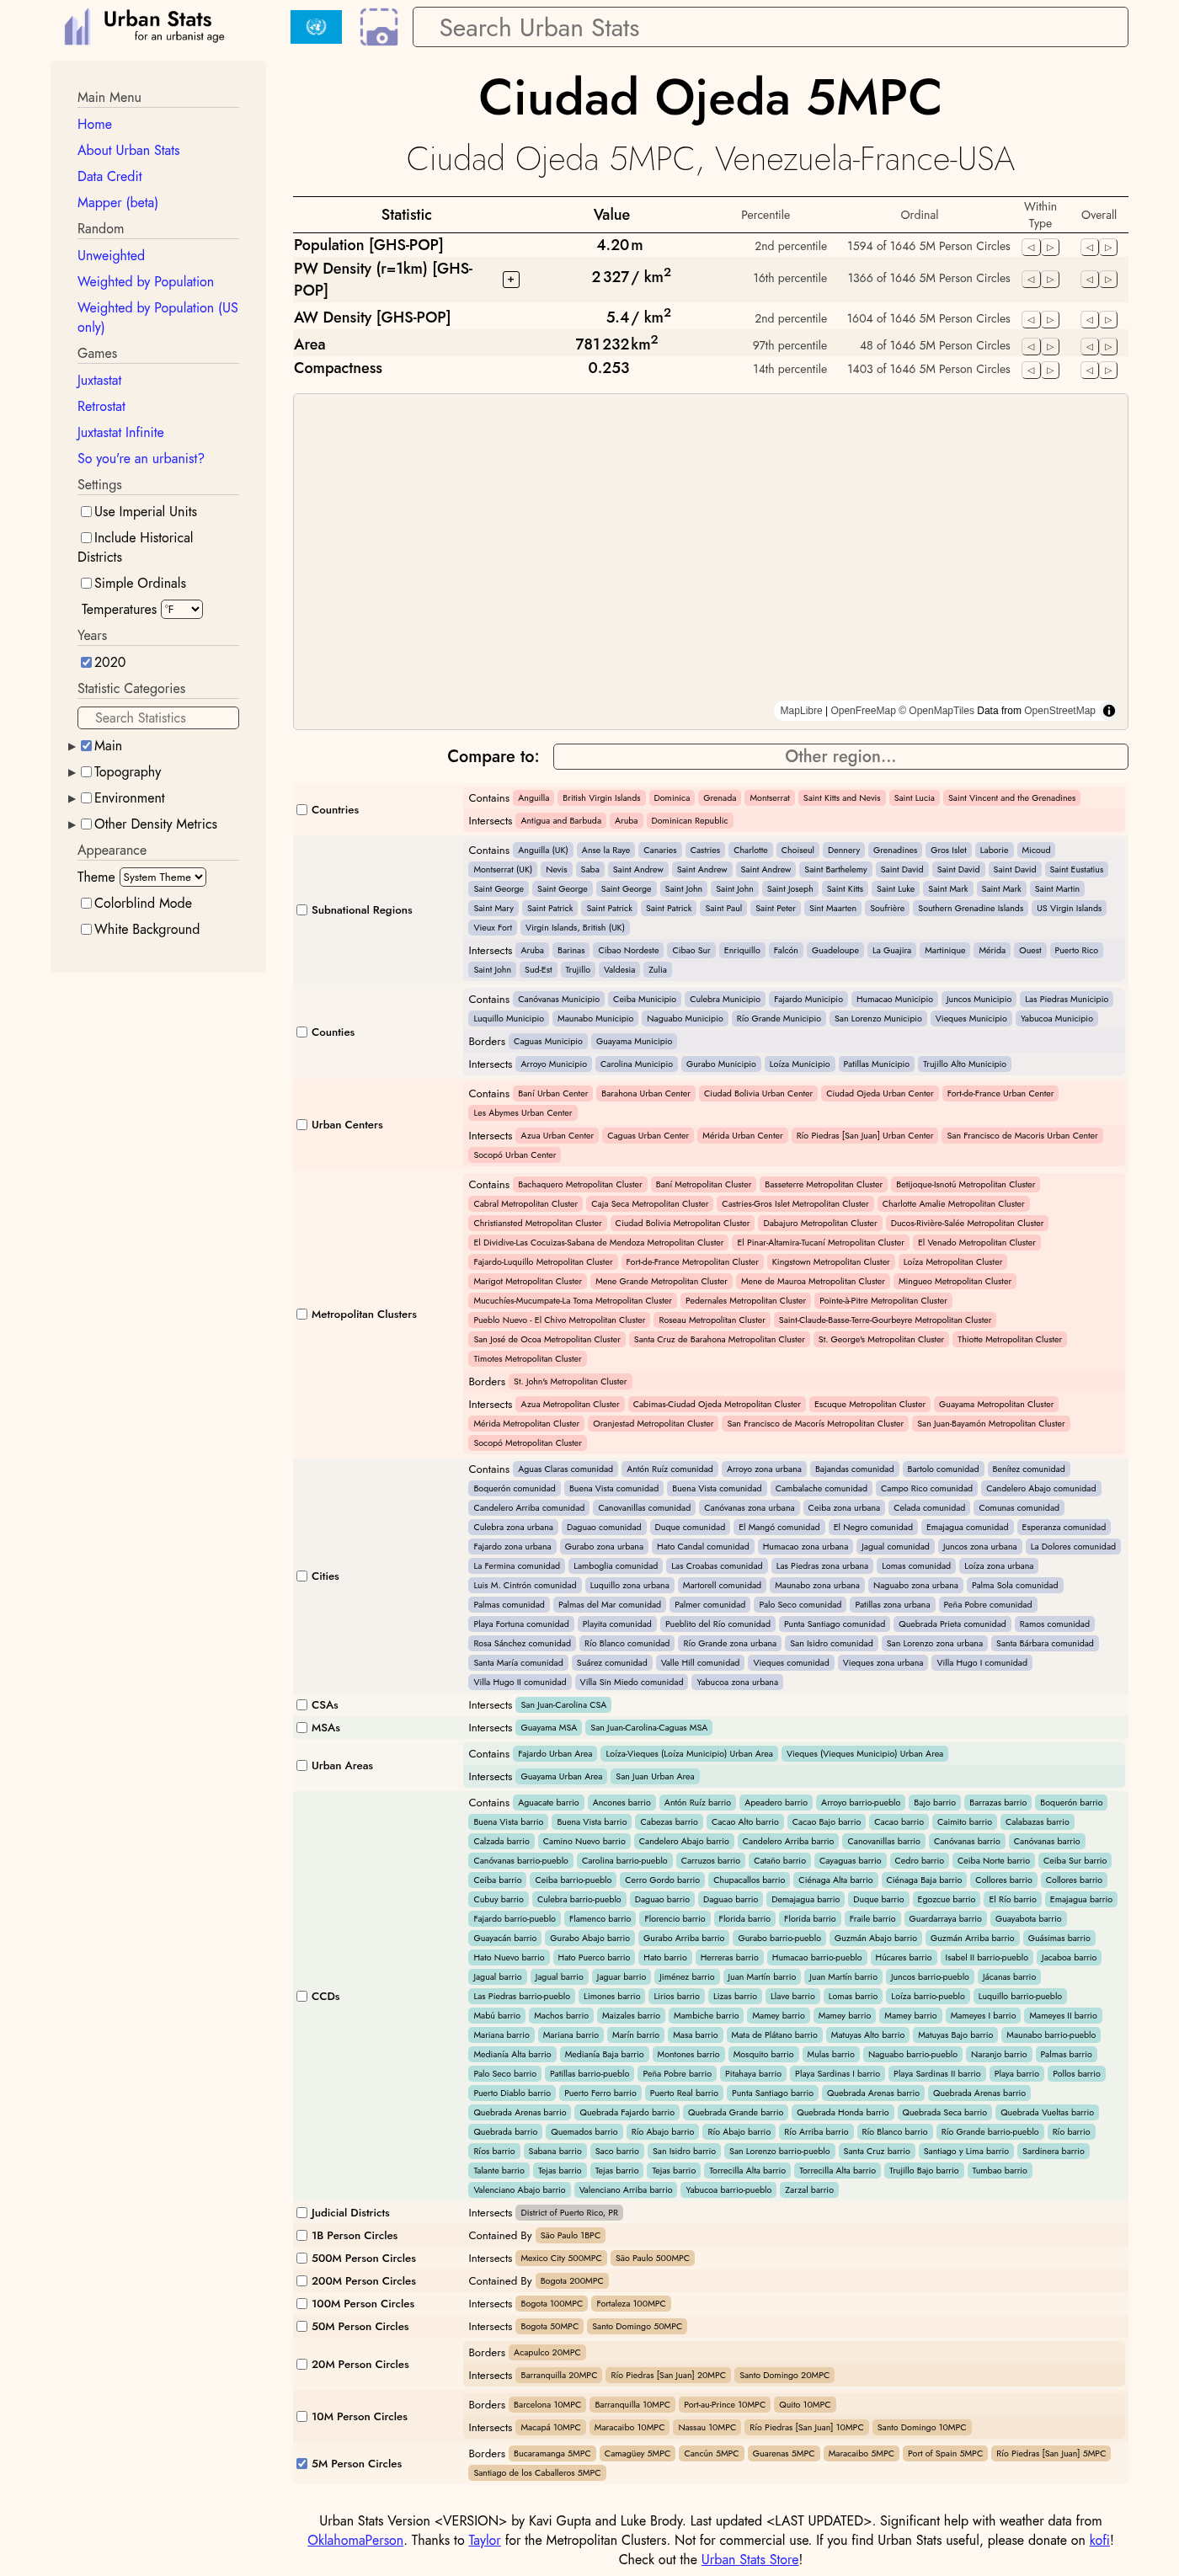 Urban Stats
for an urbanist age
Search Urban Stats
Main Menu
Home
About Urban Stats
Data Credit
Mapper (beta)
Random
Unweighted
Weighted by Population
Weighted by Population (US
only)
Games
Juxtastat
Retrostat
Juxtastat Infinite
So you're an urbanist?
Settings
Use Imperial Units
Include Historical
Districts
Simple Ordinals
Temperatures °F
Years
2020
Statistic Categories
Search Statistics
Main
Topography
Environment
Other Density Metrics
Appearance
Theme System Theme
Colorblind Mode
White Background
Ciudad Ojeda 5MPC
Ciudad Ojeda 5MPC, Venezuela-France-USA
Statistic Value Percentile Ordinal Within Type Overall
Population [GHS-POP] 4.20 m 2nd percentile 1594 of 1646 5M Person Circles
PW Density (r=1km) [GHS-POP] + 2 327 / km2 16th percentile 1366 of 1646 5M Person Circles
AW Density [GHS-POP] 5.4 / km2 2nd percentile 1604 of 1646 5M Person Circles
Area 781 232 km2 97th percentile 48 of 1646 5M Person Circles
Compactness 0.253 14th percentile 1403 of 1646 5M Person Circles
MapLibre | OpenFreeMap © OpenMapTiles Data from OpenStreetMap
Compare to: Other region...
Countries
Contains Anguilla British Virgin Islands Dominica Grenada Montserrat Saint Kitts and Nevis Saint Lucia Saint Vincent and the Grenadines
Intersects Antigua and Barbuda Aruba Dominican Republic
Subnational Regions
Contains Anguilla (UK) Anse la Raye Canaries Castries Charlotte Choiseul Dennery Grenadines Gros Islet Laborie Micoud
Montserrat (UK) Nevis Saba Saint Andrew Saint Andrew Saint Andrew Saint Barthelemy Saint David Saint David Saint David Saint Eustatius
Saint George Saint George Saint George Saint John Saint John Saint Joseph Saint Kitts Saint Luke Saint Mark Saint Mark Saint Martin
Saint Mary Saint Patrick Saint Patrick Saint Patrick Saint Paul Saint Peter Sint Maarten Soufrière Southern Grenadine Islands US Virgin Islands
Vieux Fort Virgin Islands, British (UK)
Intersects Aruba Barinas Cibao Nordeste Cibao Sur Enriquillo Falcón Guadeloupe La Guajira Martinique Mérida Ouest Puerto Rico
Saint John Sud-Est Trujillo Valdesia Zulia
Counties
Contains Canóvanas Municipio Ceiba Municipio Culebra Municipio Fajardo Municipio Humacao Municipio Juncos Municipio Las Piedras Municipio
Luquillo Municipio Maunabo Municipio Naguabo Municipio Río Grande Municipio San Lorenzo Municipio Vieques Municipio Yabucoa Municipio
Borders Caguas Municipio Guayama Municipio
Intersects Arroyo Municipio Carolina Municipio Gurabo Municipio Loíza Municipio Patillas Municipio Trujillo Alto Municipio
Urban Centers
Contains Baní Urban Center Barahona Urban Center Ciudad Bolivia Urban Center Ciudad Ojeda Urban Center Fort-de-France Urban Center
Les Abymes Urban Center
Intersects Azua Urban Center Caguas Urban Center Mérida Urban Center Río Piedras [San Juan] Urban Center San Francisco de Macoris Urban Center
Socopó Urban Center
Metropolitan Clusters
Contains Bachaquero Metropolitan Cluster Baní Metropolitan Cluster Basseterre Metropolitan Cluster Betijoque-Isnotú Metropolitan Cluster
Cabral Metropolitan Cluster Caja Seca Metropolitan Cluster Castries-Gros Islet Metropolitan Cluster Charlotte Amalie Metropolitan Cluster
Christiansted Metropolitan Cluster Ciudad Bolivia Metropolitan Cluster Dabajuro Metropolitan Cluster Ducos-Rivière-Salée Metropolitan Cluster
El Dividive-Las Cocuizas-Sabana de Mendoza Metropolitan Cluster El Pinar-Altamira-Tucaní Metropolitan Cluster El Venado Metropolitan Cluster
Fajardo-Luquillo Metropolitan Cluster Fort-de-France Metropolitan Cluster Kingstown Metropolitan Cluster Loíza Metropolitan Cluster
Marigot Metropolitan Cluster Mene Grande Metropolitan Cluster Mene de Mauroa Metropolitan Cluster Mingueo Metropolitan Cluster
Mucuchíes-Mucumpate-La Toma Metropolitan Cluster Pedernales Metropolitan Cluster Pointe-à-Pitre Metropolitan Cluster
Pueblo Nuevo - El Chivo Metropolitan Cluster Roseau Metropolitan Cluster Saint-Claude-Basse-Terre-Gourbeyre Metropolitan Cluster
San José de Ocoa Metropolitan Cluster Santa Cruz de Barahona Metropolitan Cluster St. George's Metropolitan Cluster Thiotte Metropolitan Cluster
Timotes Metropolitan Cluster
Borders St. John's Metropolitan Cluster
Intersects Azua Metropolitan Cluster Cabimas-Ciudad Ojeda Metropolitan Cluster Escuque Metropolitan Cluster Guayama Metropolitan Cluster
Mérida Metropolitan Cluster Oranjestad Metropolitan Cluster San Francisco de Macorís Metropolitan Cluster San Juan-Bayamón Metropolitan Cluster
Socopó Metropolitan Cluster
Cities
Contains Aguas Claras comunidad Antón Ruíz comunidad Arroyo zona urbana Bajandas comunidad Bartolo comunidad Benítez comunidad
Boquerón comunidad Buena Vista comunidad Buena Vista comunidad Cambalache comunidad Campo Rico comunidad Candelero Abajo comunidad
Candelero Arriba comunidad Canovanillas comunidad Canóvanas zona urbana Ceiba zona urbana Celada comunidad Comunas comunidad
Culebra zona urbana Daguao comunidad Duque comunidad El Mangó comunidad El Negro comunidad Emajagua comunidad Esperanza comunidad
Fajardo zona urbana Gurabo zona urbana Hato Candal comunidad Humacao zona urbana Jagual comunidad Juncos zona urbana La Dolores comunidad
La Fermina comunidad Lamboglia comunidad Las Croabas comunidad Las Piedras zona urbana Lomas comunidad Loíza zona urbana
Luis M. Cintrón comunidad Luquillo zona urbana Martorell comunidad Maunabo zona urbana Naguabo zona urbana Palma Sola comunidad
Palmas comunidad Palmas del Mar comunidad Palmer comunidad Palo Seco comunidad Patillas zona urbana Peña Pobre comunidad
Playa Fortuna comunidad Playita comunidad Pueblito del Río comunidad Punta Santiago comunidad Quebrada Prieta comunidad Ramos comunidad
Rosa Sánchez comunidad Río Blanco comunidad Río Grande zona urbana San Isidro comunidad San Lorenzo zona urbana Santa Bárbara comunidad
Santa María comunidad Suárez comunidad Valle Hill comunidad Vieques comunidad Vieques zona urbana Villa Hugo I comunidad
Villa Hugo II comunidad Villa Sin Miedo comunidad Yabucoa zona urbana
CSAs Intersects San Juan-Carolina CSA
MSAs Intersects Guayama MSA San Juan-Carolina-Caguas MSA
Urban Areas
Contains Fajardo Urban Area Loíza-Vieques (Loíza Municipio) Urban Area Vieques (Vieques Municipio) Urban Area
Intersects Guayama Urban Area San Juan Urban Area
CCDs
Contains Aguacate barrio Ancones barrio Antón Ruíz barrio Apeadero barrio Arroyo barrio-pueblo Bajo barrio Barrazas barrio Boquerón barrio
Buena Vista barrio Buena Vista barrio Cabezas barrio Cacao Alto barrio Cacao Bajo barrio Cacao barrio Caimito barrio Calabazas barrio
Calzada barrio Camino Nuevo barrio Candelero Abajo barrio Candelero Arriba barrio Canovanillas barrio Canóvanas barrio Canóvanas barrio
Canóvanas barrio-pueblo Carolina barrio-pueblo Carruzos barrio Cataño barrio Cayaguas barrio Cedro barrio Ceiba Norte barrio Ceiba Sur barrio
Ceiba barrio Ceiba barrio-pueblo Cerro Gordo barrio Chupacallos barrio Ciénaga Alta barrio Ciénaga Baja barrio Collores barrio Collores barrio
Cubuy barrio Culebra barrio-pueblo Daguao barrio Daguao barrio Demajagua barrio Duque barrio Egozcue barrio El Río barrio Emajagua barrio
Fajardo barrio-pueblo Flamenco barrio Florencio barrio Florida barrio Florida barrio Fraile barrio Guardarraya barrio Guayabota barrio
Guayacán barrio Gurabo Abajo barrio Gurabo Arriba barrio Gurabo barrio-pueblo Guzmán Abajo barrio Guzmán Arriba barrio Guásimas barrio
Hato Nuevo barrio Hato Puerco barrio Hato barrio Herreras barrio Humacao barrio-pueblo Húcares barrio Isabel II barrio-pueblo Jacaboa barrio
Jagual barrio Jagual barrio Jaguar barrio Jiménez barrio Juan Martín barrio Juan Martín barrio Juncos barrio-pueblo Jácanas barrio
Las Piedras barrio-pueblo Limones barrio Lirios barrio Lizas barrio Llave barrio Lomas barrio Loíza barrio-pueblo Luquillo barrio-pueblo
Mabú barrio Machos barrio Maizales barrio Mambiche barrio Mamey barrio Mamey barrio Mamey barrio Mameyes I barrio Mameyes II barrio
Mariana barrio Mariana barrio Marín barrio Masa barrio Mata de Plátano barrio Matuyas Alto barrio Matuyas Bajo barrio Maunabo barrio-pueblo
Medianía Alta barrio Medianía Baja barrio Montones barrio Mosquito barrio Mulas barrio Naguabo barrio-pueblo Naranjo barrio Palmas barrio
Palo Seco barrio Patillas barrio-pueblo Peña Pobre barrio Pitahaya barrio Playa Sardinas I barrio Playa Sardinas II barrio Playa barrio Pollos barrio
Puerto Diablo barrio Puerto Ferro barrio Puerto Real barrio Punta Santiago barrio Quebrada Arenas barrio Quebrada Arenas barrio
Quebrada Arenas barrio Quebrada Fajardo barrio Quebrada Grande barrio Quebrada Honda barrio Quebrada Seca barrio Quebrada Vueltas barrio
Quebrada barrio Quemados barrio Río Abajo barrio Río Abajo barrio Río Arriba barrio Río Blanco barrio Río Grande barrio-pueblo Río barrio
Ríos barrio Sabana barrio Saco barrio San Isidro barrio San Lorenzo barrio-pueblo Santa Cruz barrio Santiago y Lima barrio Sardinera barrio
Talante barrio Tejas barrio Tejas barrio Tejas barrio Torrecilla Alta barrio Torrecilla Alta barrio Trujillo Bajo barrio Tumbao barrio
Valenciano Abajo barrio Valenciano Arriba barrio Yabucoa barrio-pueblo Zarzal barrio
Judicial Districts Intersects District of Puerto Rico, PR
1B Person Circles Contained By São Paulo 1BPC
500M Person Circles Intersects Mexico City 500MPC São Paulo 500MPC
200M Person Circles Contained By Bogota 200MPC
100M Person Circles Intersects Bogota 100MPC Fortaleza 100MPC
50M Person Circles Intersects Bogota 50MPC Santo Domingo 50MPC
20M Person Circles
Borders Acapulco 20MPC
Intersects Barranquilla 20MPC Río Piedras [San Juan] 20MPC Santo Domingo 20MPC
10M Person Circles
Borders Barcelona 10MPC Barranquilla 10MPC Port-au-Prince 10MPC Quito 10MPC
Intersects Macapá 10MPC Maracaibo 10MPC Nassau 10MPC Río Piedras [San Juan] 10MPC Santo Domingo 10MPC
5M Person Circles
Borders Bucaramanga 5MPC Camagüey 5MPC Cancún 5MPC Guarenas 5MPC Maracaibo 5MPC Port of Spain 5MPC Río Piedras [San Juan] 5MPC
Santiago de los Caballeros 5MPC
Urban Stats Version <VERSION> by Kavi Gupta and Luke Brody. Last updated <LAST UPDATED>. Significant help with weather data from
OklahomaPerson. Thanks to Taylor for the Metropolitan Clusters. Not for commercial use. If you find Urban Stats useful, please donate on kofi!
Check out the Urban Stats Store!